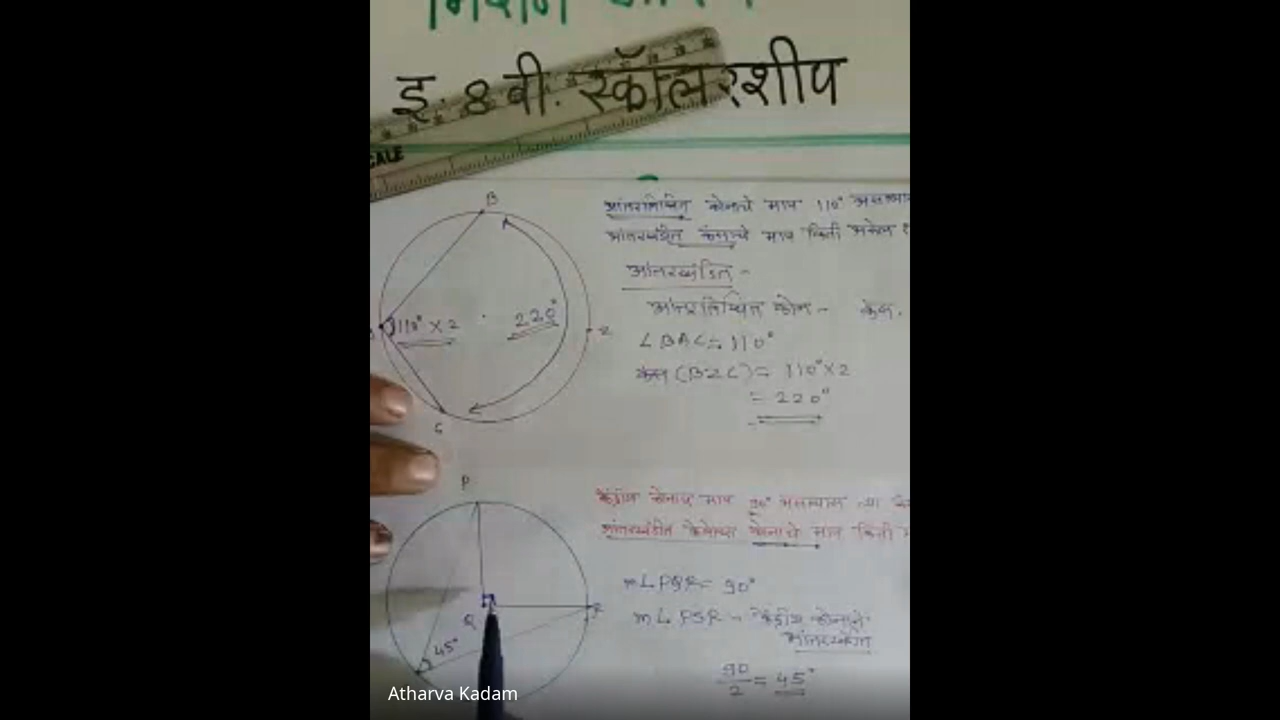 इ. 8 वी. स्कॉलरशीप
SCALE
B
आंतरलिखित कोनाचे माप 110° असल्यास
आंतरखंडित कंसाचे माप किती असेल
आंतरखंडित -
आंतरलिखित कोन - कंस.
110° × 2
220°
Z
∠BAC = 110°
कंस (BZC) = 110° × 2
= 220°
C
P
केंद्रीय कोनाचे माप 90° असल्यास त्या
आंतरखंडीत कोनाचे माप किती
m∠PQR = 90°
Q
R
m∠PSR - केंद्रीय कोनाने
45°
90/2 = 45°
Atharva Kadam